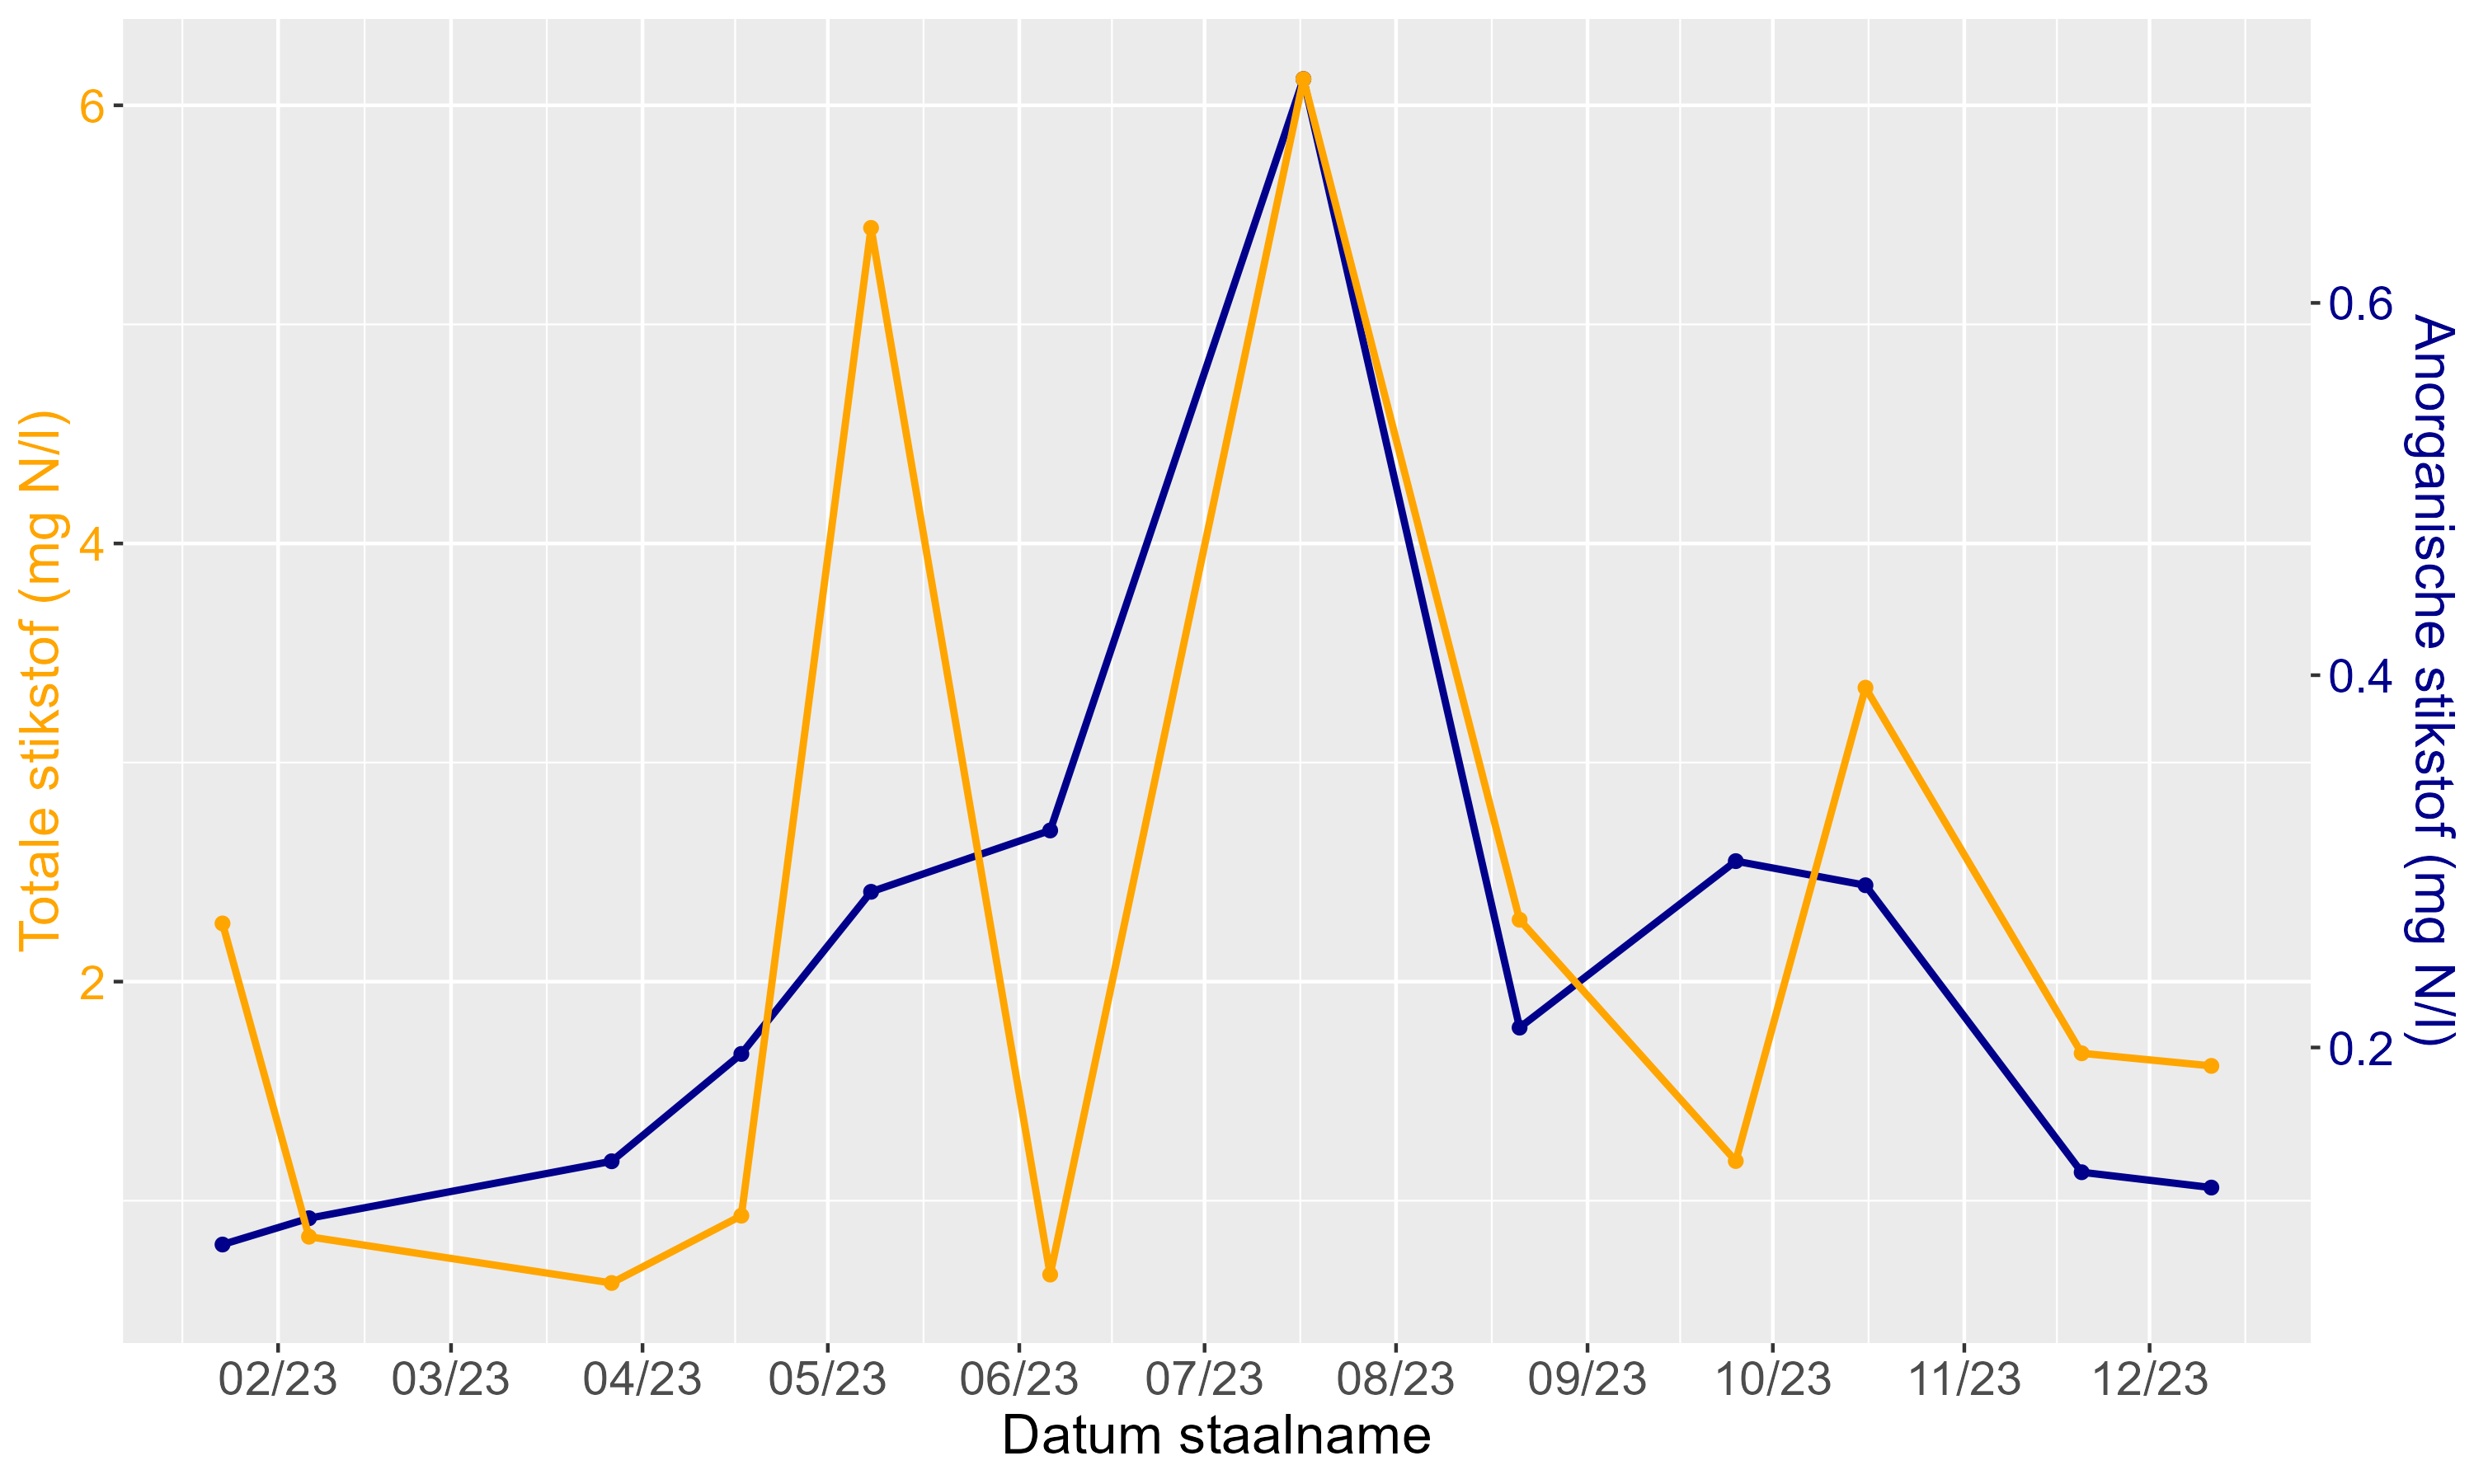 Totale stikstof (mg N/l)
6
4
2
0.6
0.4
0.2
Anorganische stikstof (mg N/l)
02/23 03/23 04/23 05/23 06/23 07/23 08/23 09/23 10/23 11/23 12/23
Datum staalname